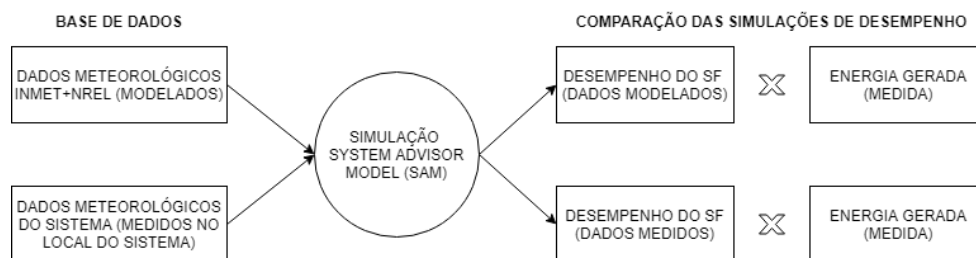 BASE DE DADOS
COMPARAÇÃO DAS SIMULAÇÕES DE DESEMPENHO
DADOS METEOROLÓGICOS
INMET+NREL (MODELADOS)
SIMULAÇÃO
SYSTEM ADVISOR
MODEL (SAM)
DESEMPENHO DO SF
(DADOS MODELADOS)
ENERGIA GERADA
(MEDIDA)
DADOS METEOROLÓGICOS
DO SISTEMA (MEDIDOS NO
LOCAL DO SISTEMA)
DESEMPENHO DO SF
(DADOS MEDIDOS)
ENERGIA GERADA
(MEDIDA)